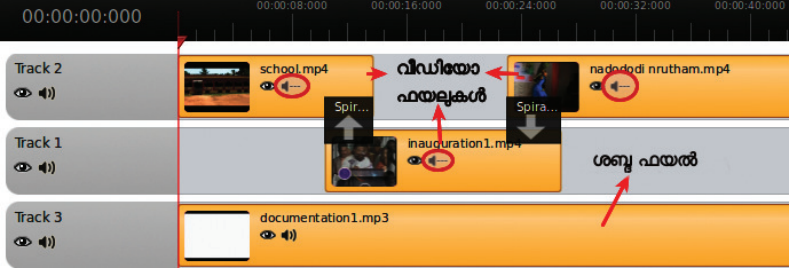 00:00:00:000
00:00:08:000 00:00:16:000 00:00:24:000 00:00:32:000 00:00:40:000
Track 2
school.mp4
വീഡിയോ
ഫയലുകൾ
nadododi nrutham.mp4
Spir...
Spira...
Track 1
inauguration1.mp4
ശബ്ദ ഫയൽ
Track 3
documentation1.mp3